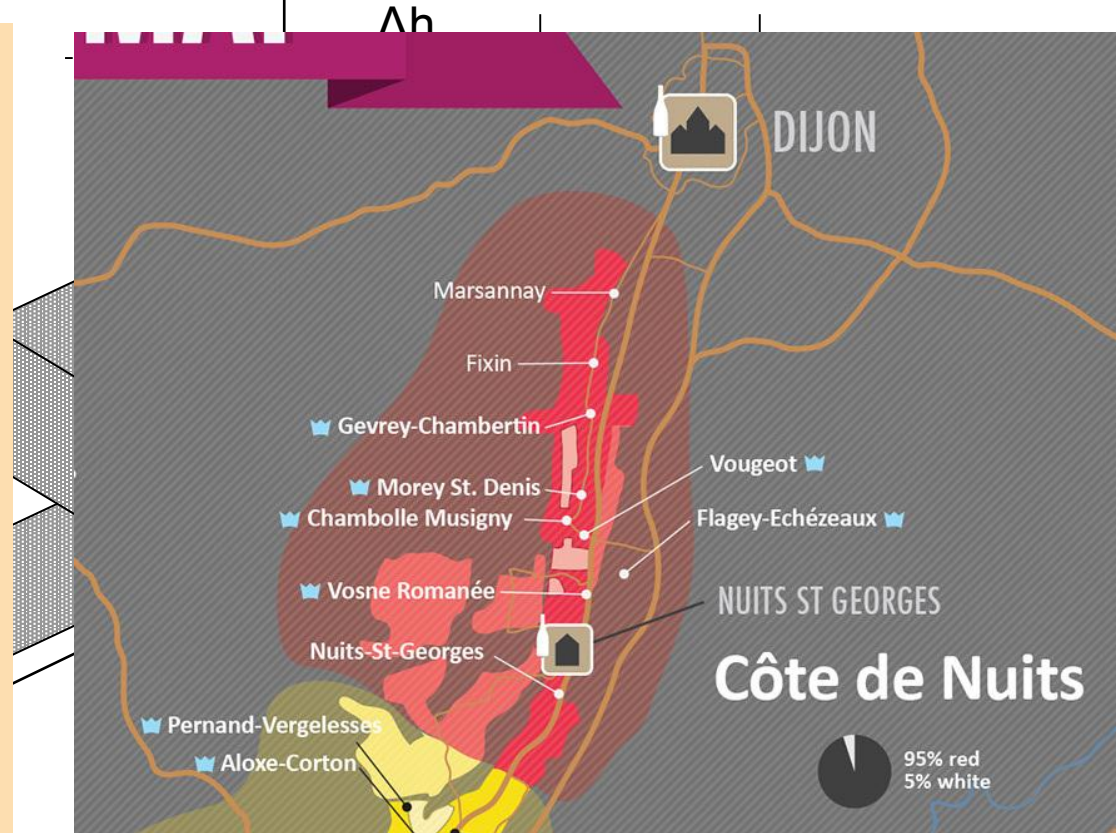 Ah
DIJON
Marsannay
Fixin
Gevrey-Chambertin
Vougeot
Morey St. Denis
Chambolle Musigny
Flagey-Echézeaux
Vosne Romanée
NUITS ST GEORGES
Nuits-St-Georges
Côte de Nuits
Pernand-Vergelesses
Aloxe-Corton
95% red
5% white